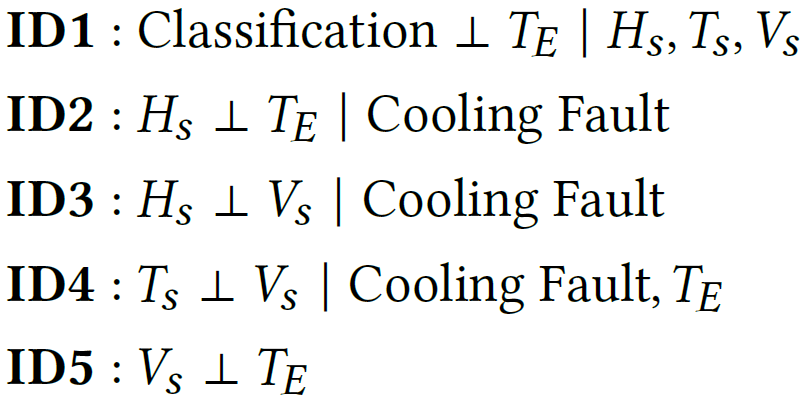 ID1 : Classification ⊥ T_E | H_s, T_s, V_s
ID2 : H_s ⊥ T_E | Cooling Fault
ID3 : H_s ⊥ V_s | Cooling Fault
ID4 : T_s ⊥ V_s | Cooling Fault, T_E
ID5 : V_s ⊥ T_E